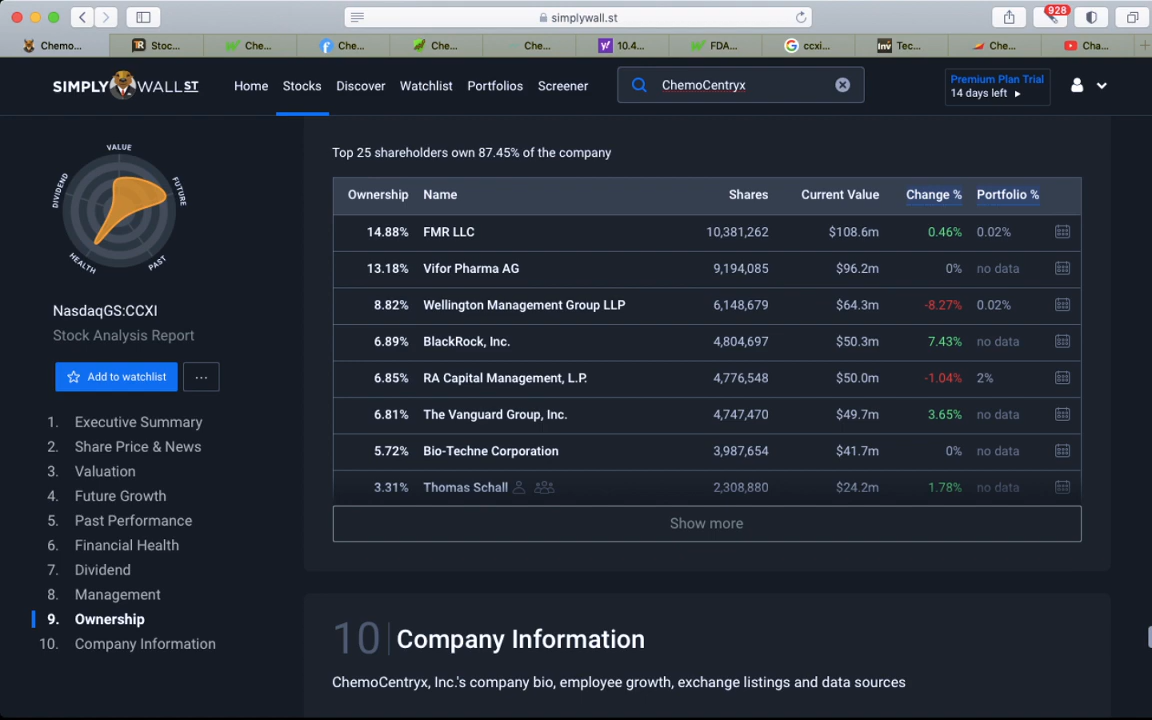 simplywall.st
928
Chemo...
Stoc...
Che...
Che...
Che...
Che...
10.4...
FDA...
ccxi...
Tec...
Che...
Cha...
SIMPLY WALL ST
Home
Stocks
Discover
Watchlist
Portfolios
Screener
ChemoCentryx
Premium Plan Trial
14 days left
VALUE
FUTURE
PAST
HEALTH
DIVIDEND
NasdaqGS:CCXI
Stock Analysis Report
Add to watchlist
...
1. Executive Summary
2. Share Price & News
3. Valuation
4. Future Growth
5. Past Performance
6. Financial Health
7. Dividend
8. Management
9. Ownership
10. Company Information
Top 25 shareholders own 87.45% of the company
Ownership Name Shares Current Value Change % Portfolio %
14.88% FMR LLC 10,381,262 $108.6m 0.46% 0.02%
13.18% Vifor Pharma AG 9,194,085 $96.2m 0% no data
8.82% Wellington Management Group LLP 6,148,679 $64.3m -8.27% 0.02%
6.89% BlackRock, Inc. 4,804,697 $50.3m 7.43% no data
6.85% RA Capital Management, L.P. 4,776,548 $50.0m -1.04% 2%
6.81% The Vanguard Group, Inc. 4,747,470 $49.7m 3.65% no data
5.72% Bio-Techne Corporation 3,987,654 $41.7m 0% no data
3.31% Thomas Schall 2,308,880 $24.2m 1.78% no data
Show more
10 Company Information
ChemoCentryx, Inc.'s company bio, employee growth, exchange listings and data sources